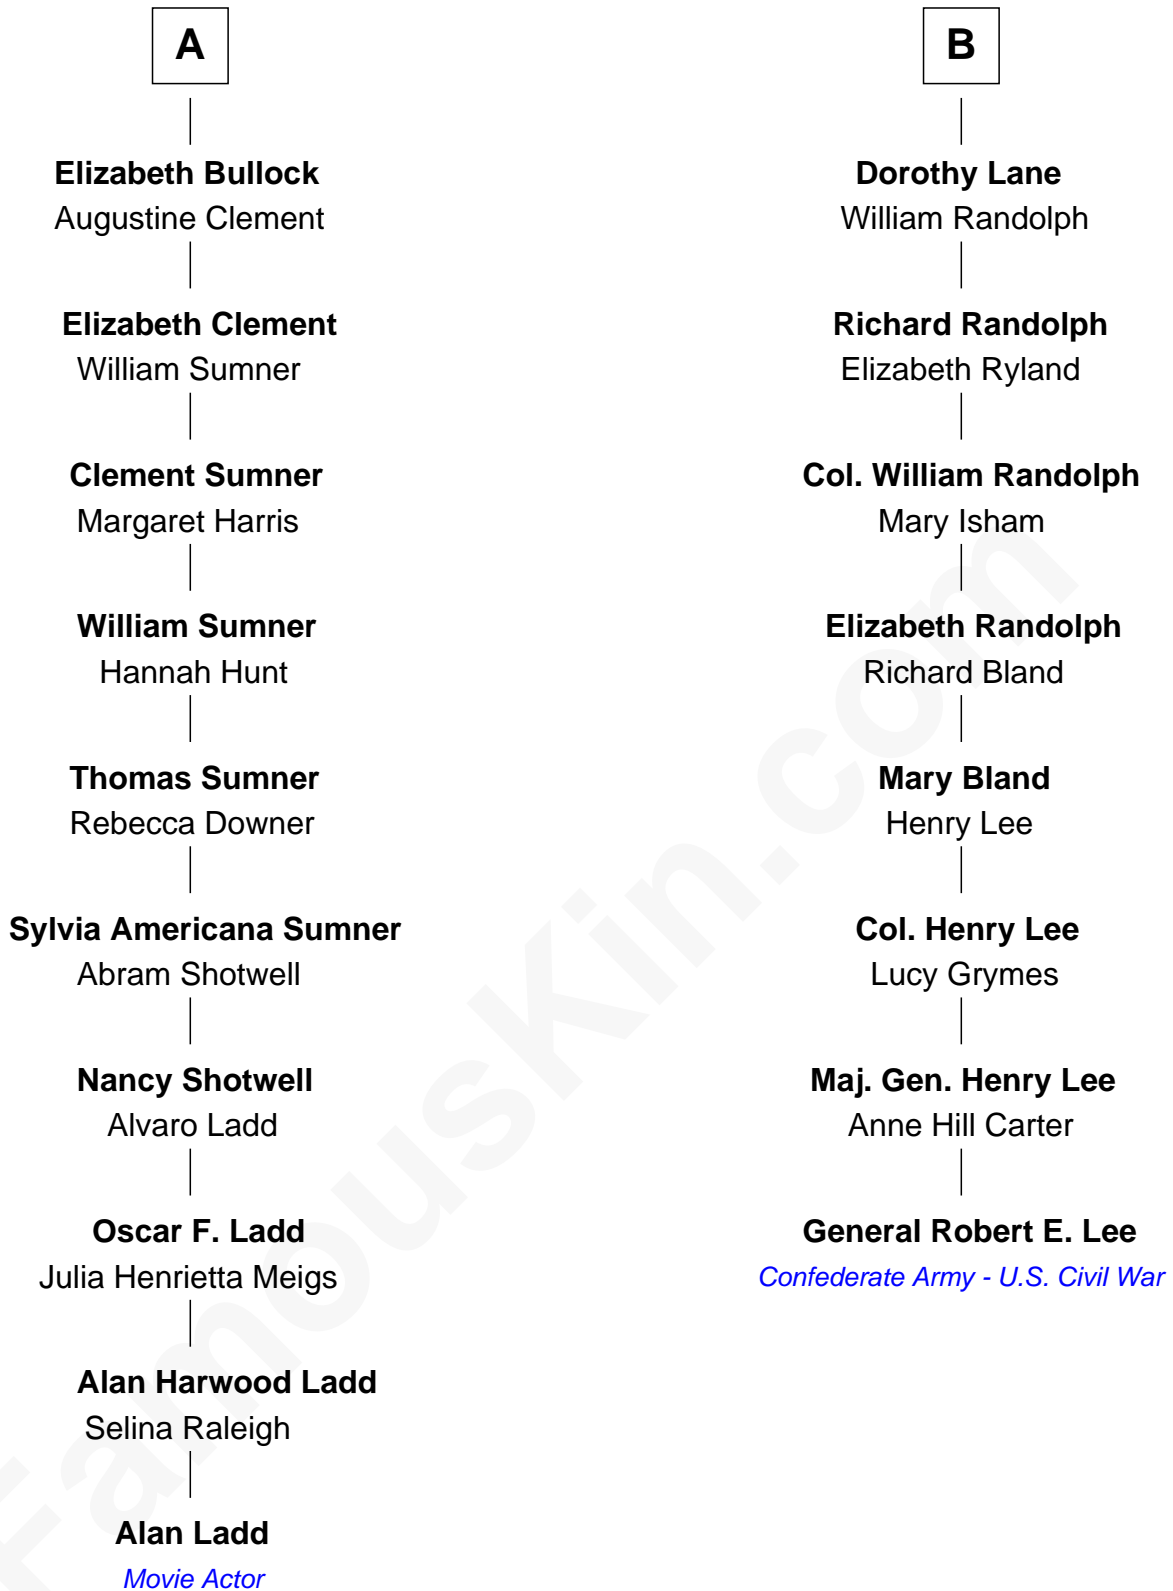 A
Elizabeth Bullock
Augustine Clement
Elizabeth Clement
William Sumner
Clement Sumner
Margaret Harris
William Sumner
Hannah Hunt
Thomas Sumner
Rebecca Downer
Sylvia Americana Sumner
Abram Shotwell
Nancy Shotwell
Alvaro Ladd
Oscar F. Ladd
Julia Henrietta Meigs
Alan Harwood Ladd
Selina Raleigh
Alan Ladd
Movie Actor
B
Dorothy Lane
William Randolph
Richard Randolph
Elizabeth Ryland
Col. William Randolph
Mary Isham
Elizabeth Randolph
Richard Bland
Mary Bland
Henry Lee
Col. Henry Lee
Lucy Grymes
Maj. Gen. Henry Lee
Anne Hill Carter
General Robert E. Lee
Confederate Army - U.S. Civil War
FamousKin.com